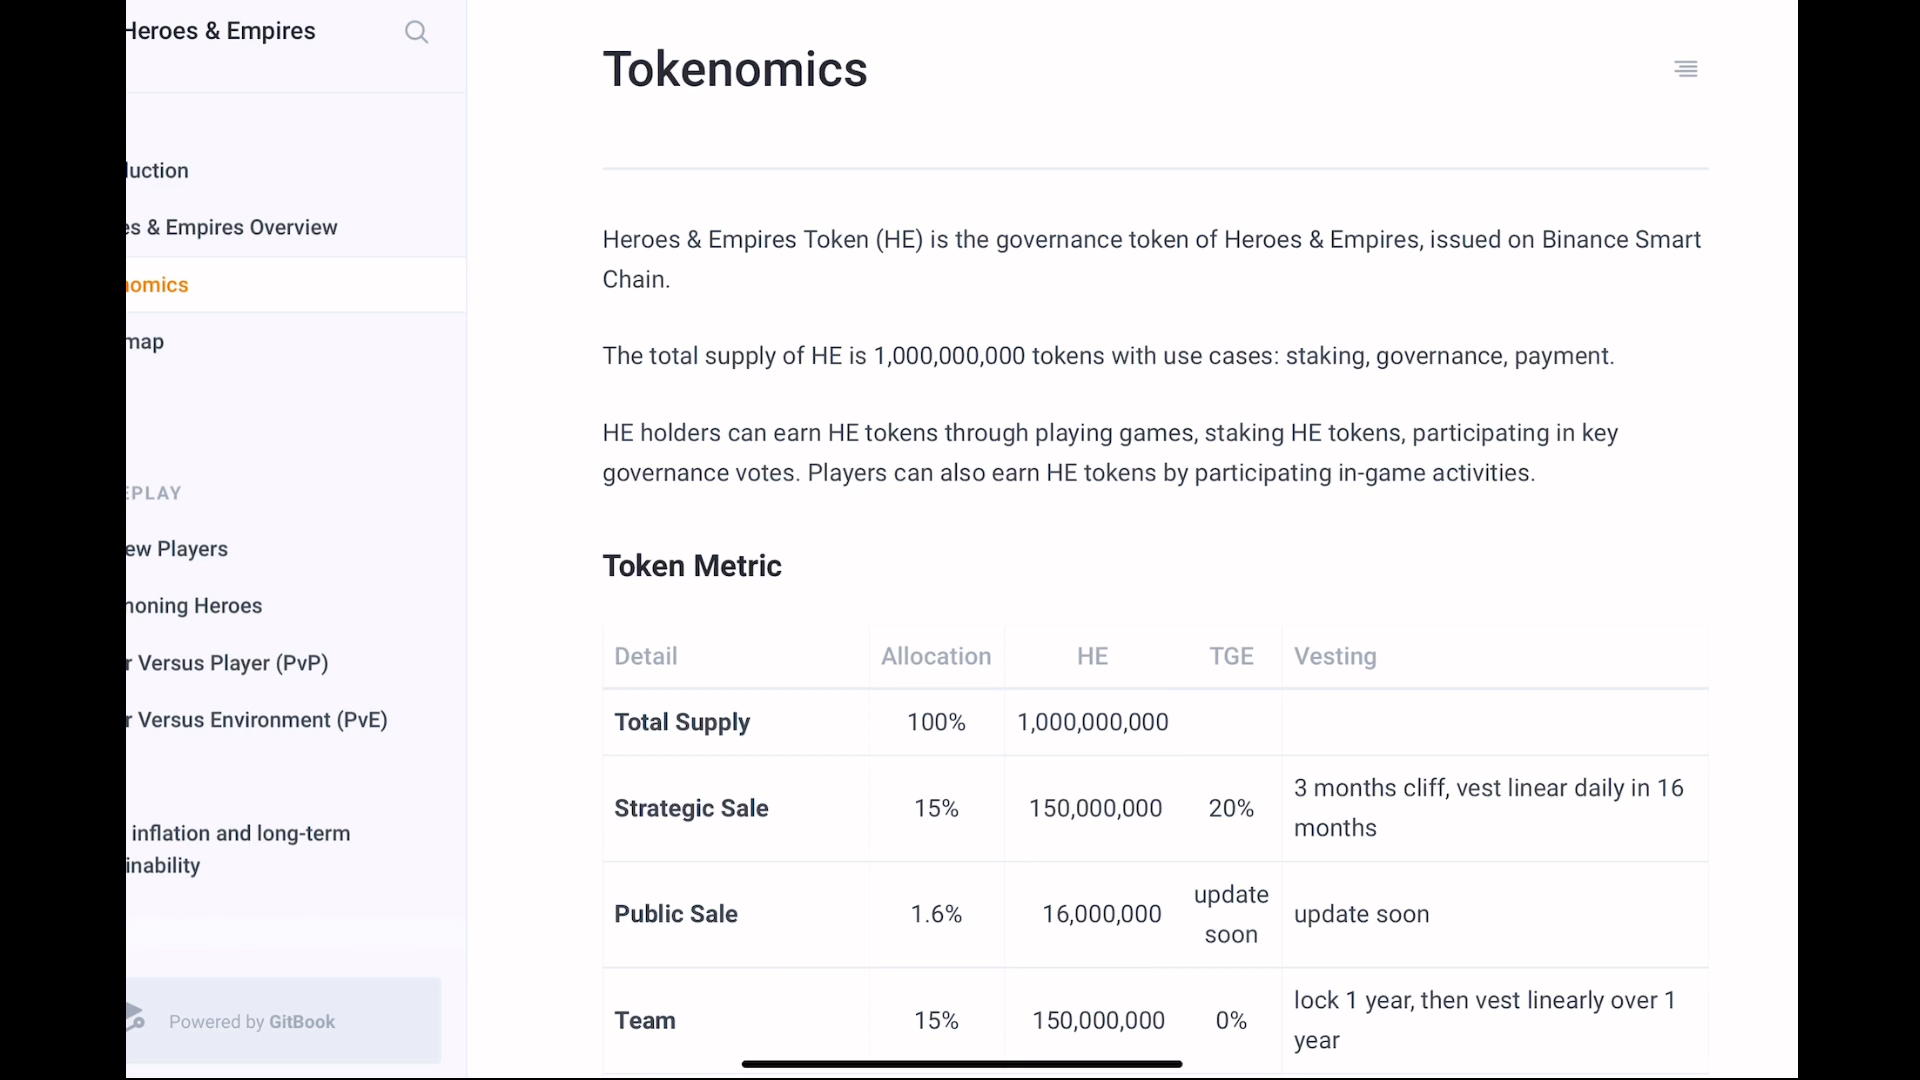 Heroes & Empires
uction
es & Empires Overview
nomics
map
EPLAY
ew Players
noning Heroes
r Versus Player (PvP)
r Versus Environment (PvE)
inflation and long-term
inability
Powered by GitBook
Tokenomics
Heroes & Empires Token (HE) is the governance token of Heroes & Empires, issued on Binance Smart
Chain.
The total supply of HE is 1,000,000,000 tokens with use cases: staking, governance, payment.
HE holders can earn HE tokens through playing games, staking HE tokens, participating in key
governance votes. Players can also earn HE tokens by participating in-game activities.
Token Metric
Detail Allocation HE TGE Vesting
Total Supply 100% 1,000,000,000
Strategic Sale 15% 150,000,000 20% 3 months cliff, vest linear daily in 16
months
Public Sale 1.6% 16,000,000 update
soon update soon
Team 15% 150,000,000 0% lock 1 year, then vest linearly over 1
year